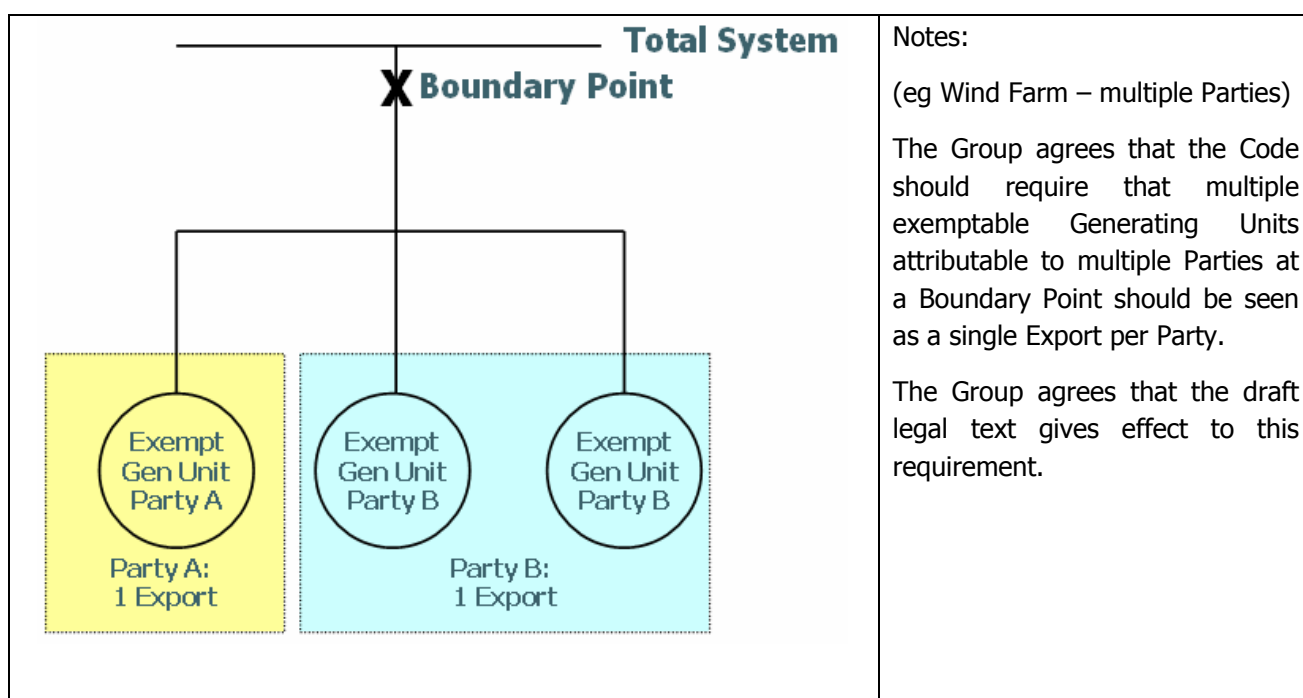 Total System
X Boundary Point
Exempt
Gen Unit
Party A
Exempt
Gen Unit
Party B
Exempt
Gen Unit
Party B
Party A:
1 Export
Party B:
1 Export
Notes:
(eg Wind Farm – multiple Parties)
The Group agrees that the Code
should require that multiple
exemptable Generating Units
attributable to multiple Parties at
a Boundary Point should be seen
as a single Export per Party.
The Group agrees that the draft
legal text gives effect to this
requirement.